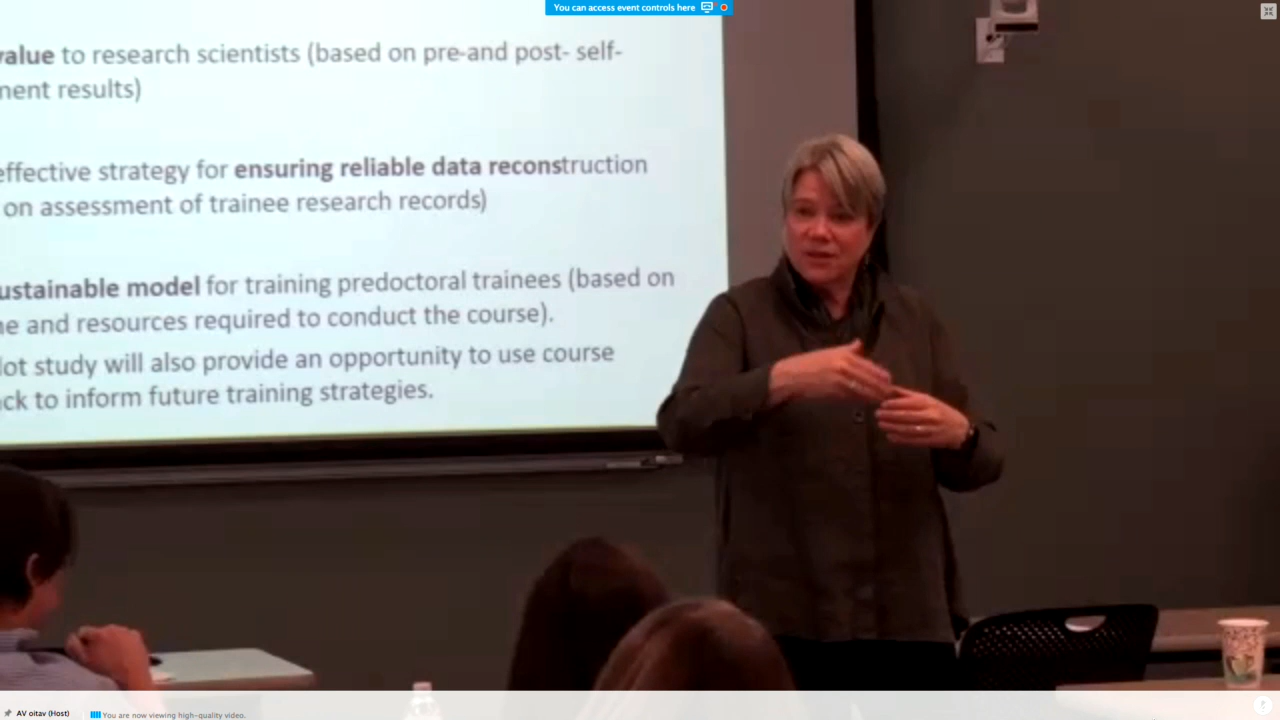 You can access event controls here
value to research scientists (based on pre-and post- self-
ment results)
effective strategy for ensuring reliable data reconstruction
on assessment of trainee research records)
ustainable model for training predoctoral trainees (based on
ne and resources required to conduct the course).
lot study will also provide an opportunity to use course
ck to inform future training strategies.
AV oitav (Host)
You are now viewing high-quality video.
?